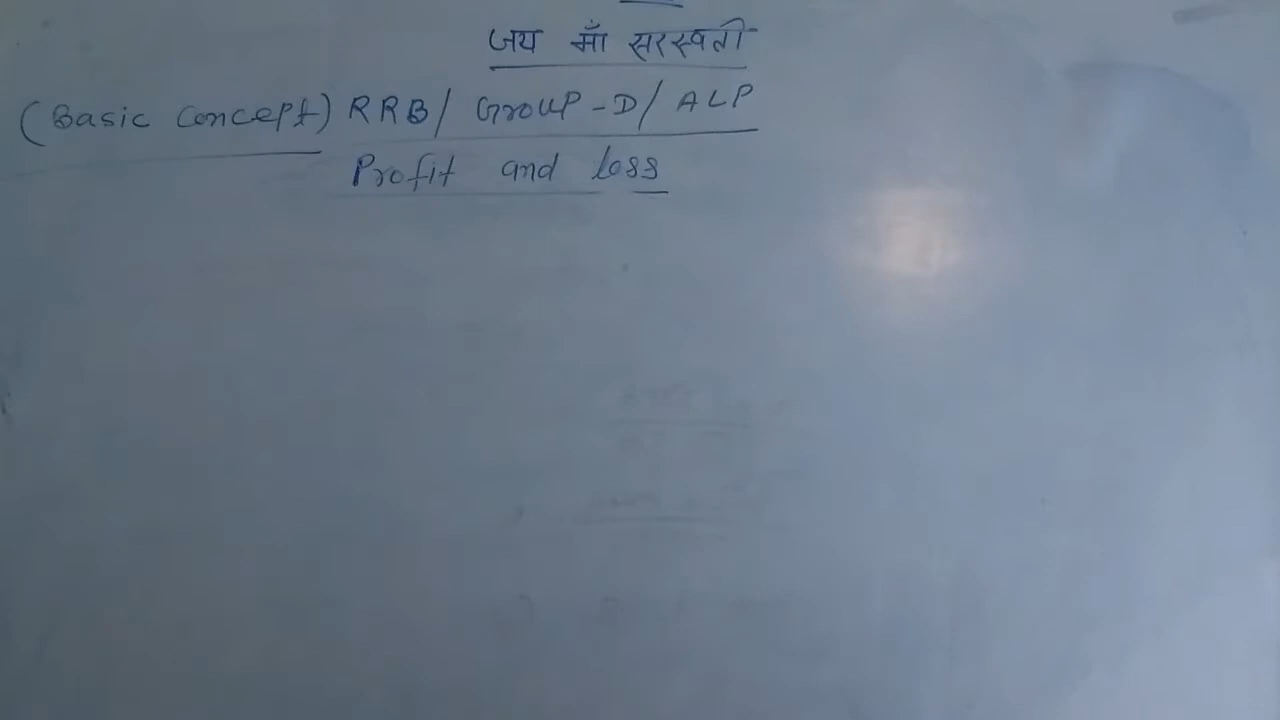 जय माँ सरस्वती
(Basic Concept) RRB/ Group-D/ ALP
Profit and loss